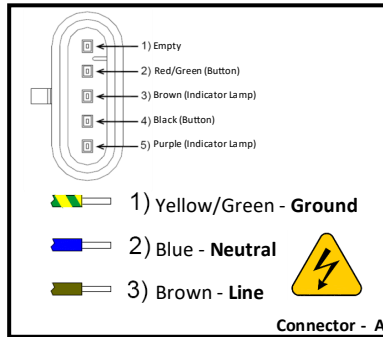 1) Empty
2) Red/Green (Button)
3) Brown (Indicator Lamp)
4) Black (Button)
5) Purple (Indicator Lamp)
1) Yellow/Green - Ground
2) Blue - Neutral
3) Brown - Line
Connector - A